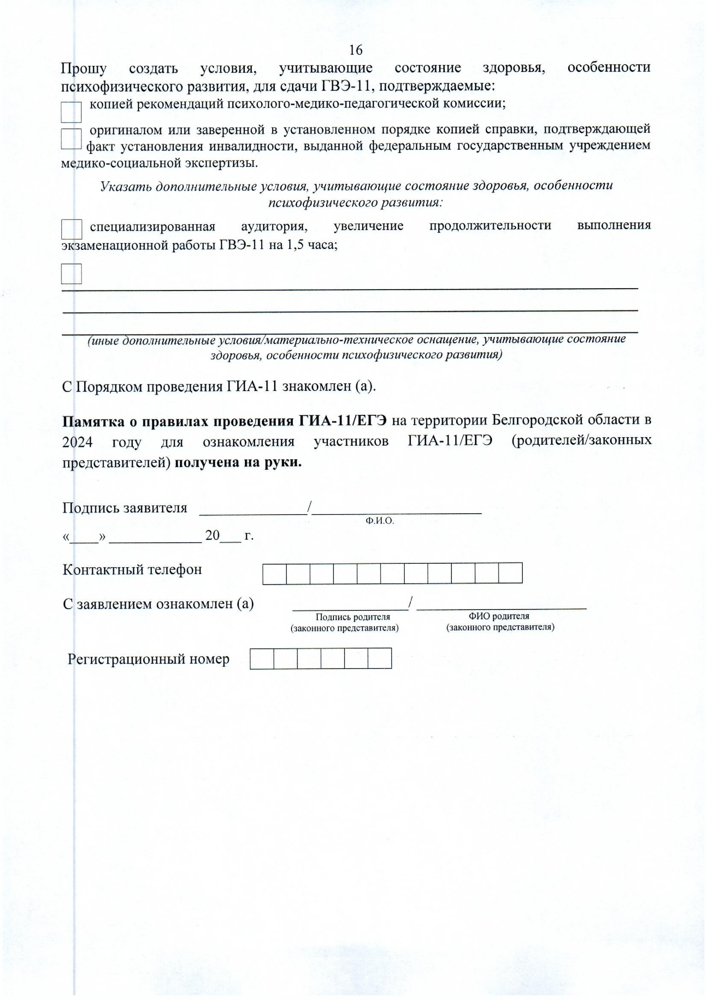 16
Прошу создать условия, учитывающие состояние здоровья, особенности
психофизического развития, для сдачи ГВЭ-11, подтверждаемые:
копией рекомендаций психолого-медико-педагогической комиссии;
оригиналом или заверенной в установленном порядке копией справки, подтверждающей
факт установления инвалидности, выданной федеральным государственным учреждением
медико-социальной экспертизы.
Указать дополнительные условия, учитывающие состояние здоровья, особенности
психофизического развития:
специализированная аудитория, увеличение продолжительности выполнения
экзаменационной работы ГВЭ-11 на 1,5 часа;
(иные дополнительные условия/материально-техническое оснащение, учитывающие состояние
здоровья, особенности психофизического развития)
С Порядком проведения ГИА-11 знакомлен (а).
Памятка о правилах проведения ГИА-11/ЕГЭ на территории Белгородской области в
2024 году для ознакомления участников ГИА-11/ЕГЭ (родителей/законных
представителей) получена на руки.
Подпись заявителя ____________/____________________
Ф.И.О.
«____» _____________ 20___ г.
Контактный телефон
С заявлением ознакомлен (а) ____________/____________________
Подпись родителя ФИО родителя
(законного представителя) (законного представителя)
Регистрационный номер